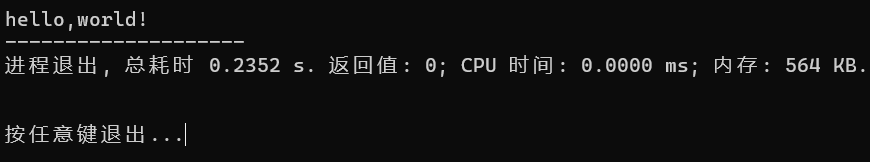 hello,world!
--------------------
进程退出, 总耗时 0.2352 s. 返回值: 0; CPU 时间: 0.0000 ms; 内存: 564 KB.
按任意键退出...